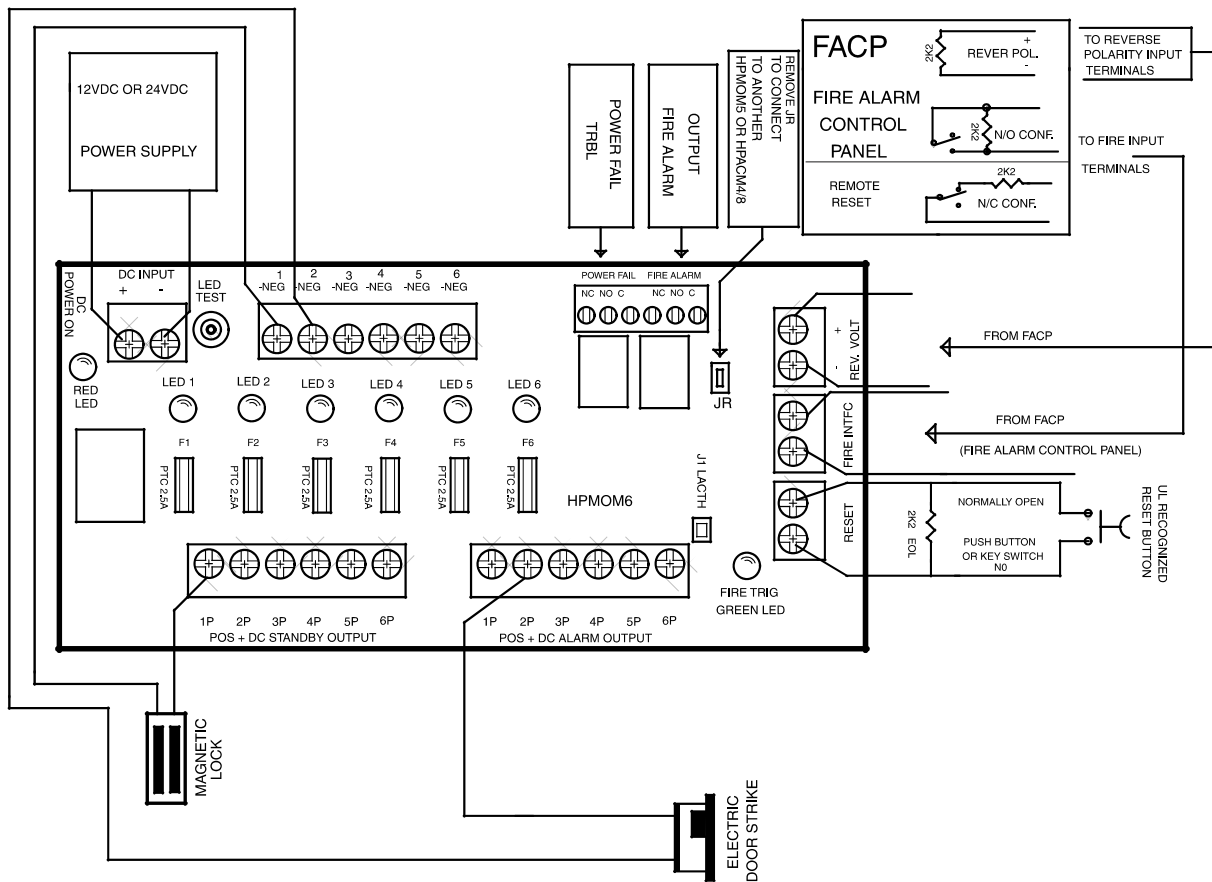 12VDC OR 24VDC
POWER SUPPLY
POWER FAIL
TRBL
OUTPUT
FIRE ALARM
REMOVE JR
TO CONNECT
TO ANOTHER
HPMOM5 OR HPACM4/8
FACP
2K2
+
REVER POL.
-
FIRE ALARM
CONTROL
PANEL
2K2
N/O CONF.
REMOTE
RESET
2K2
N/C CONF.
TO REVERSE
POLARITY INPUT
TERMINALS
TO FIRE INPUT
TERMINALS
DC
POWER ON
DC INPUT
+ -
LED
TEST
1 2 3 4 5 6
-NEG -NEG -NEG -NEG -NEG -NEG
POWER FAIL FIRE ALARM
NC NO C NC NO C
RED
LED
LED 1 LED 2 LED 3 LED 4 LED 5 LED 6
JR
+
-
REV. VOLT
FROM FACP
FIRE INTFC
FROM FACP
(FIRE ALARM CONTROL PANEL)
F1 F2 F3 F4 F5 F6
PTC 2.5A PTC 2.5A PTC 2.5A PTC 2.5A PTC 2.5A PTC 2.5A
HPMOM6
J1 LACTH
RESET
2K2 EOL
NORMALLY OPEN
PUSH BUTTON
OR KEY SWITCH
N0
UL RECOGNIZED
RESET BUTTON
FIRE TRIG
GREEN LED
1P 2P 3P 4P 5P 6P
POS + DC STANDBY OUTPUT
1P 2P 3P 4P 5P 6P
POS + DC ALARM OUTPUT
MAGNETIC
LOCK
ELECTRIC
DOOR STRIKE